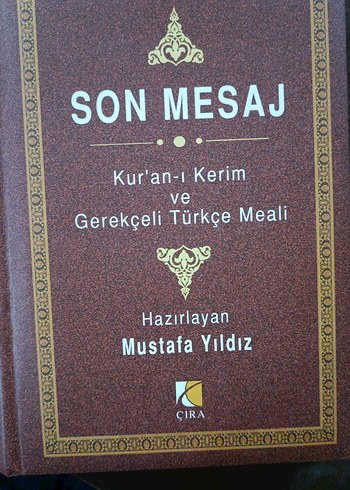 SON MESAJ
Kur'an-ı Kerim
ve
Gerekçeli Türkçe Meali
Hazırlayan
Mustafa Yıldız
ÇIRA